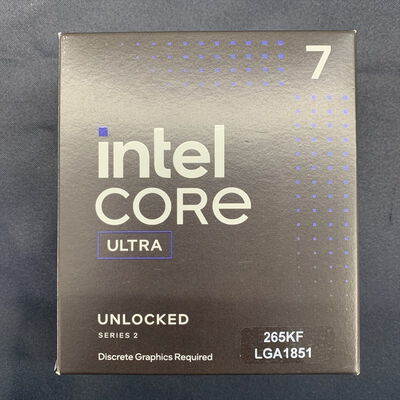 7
intel
CORE
ULTRA
UNLOCKED
SERIES 2
Discrete Graphics Required
265KF
LGA1851